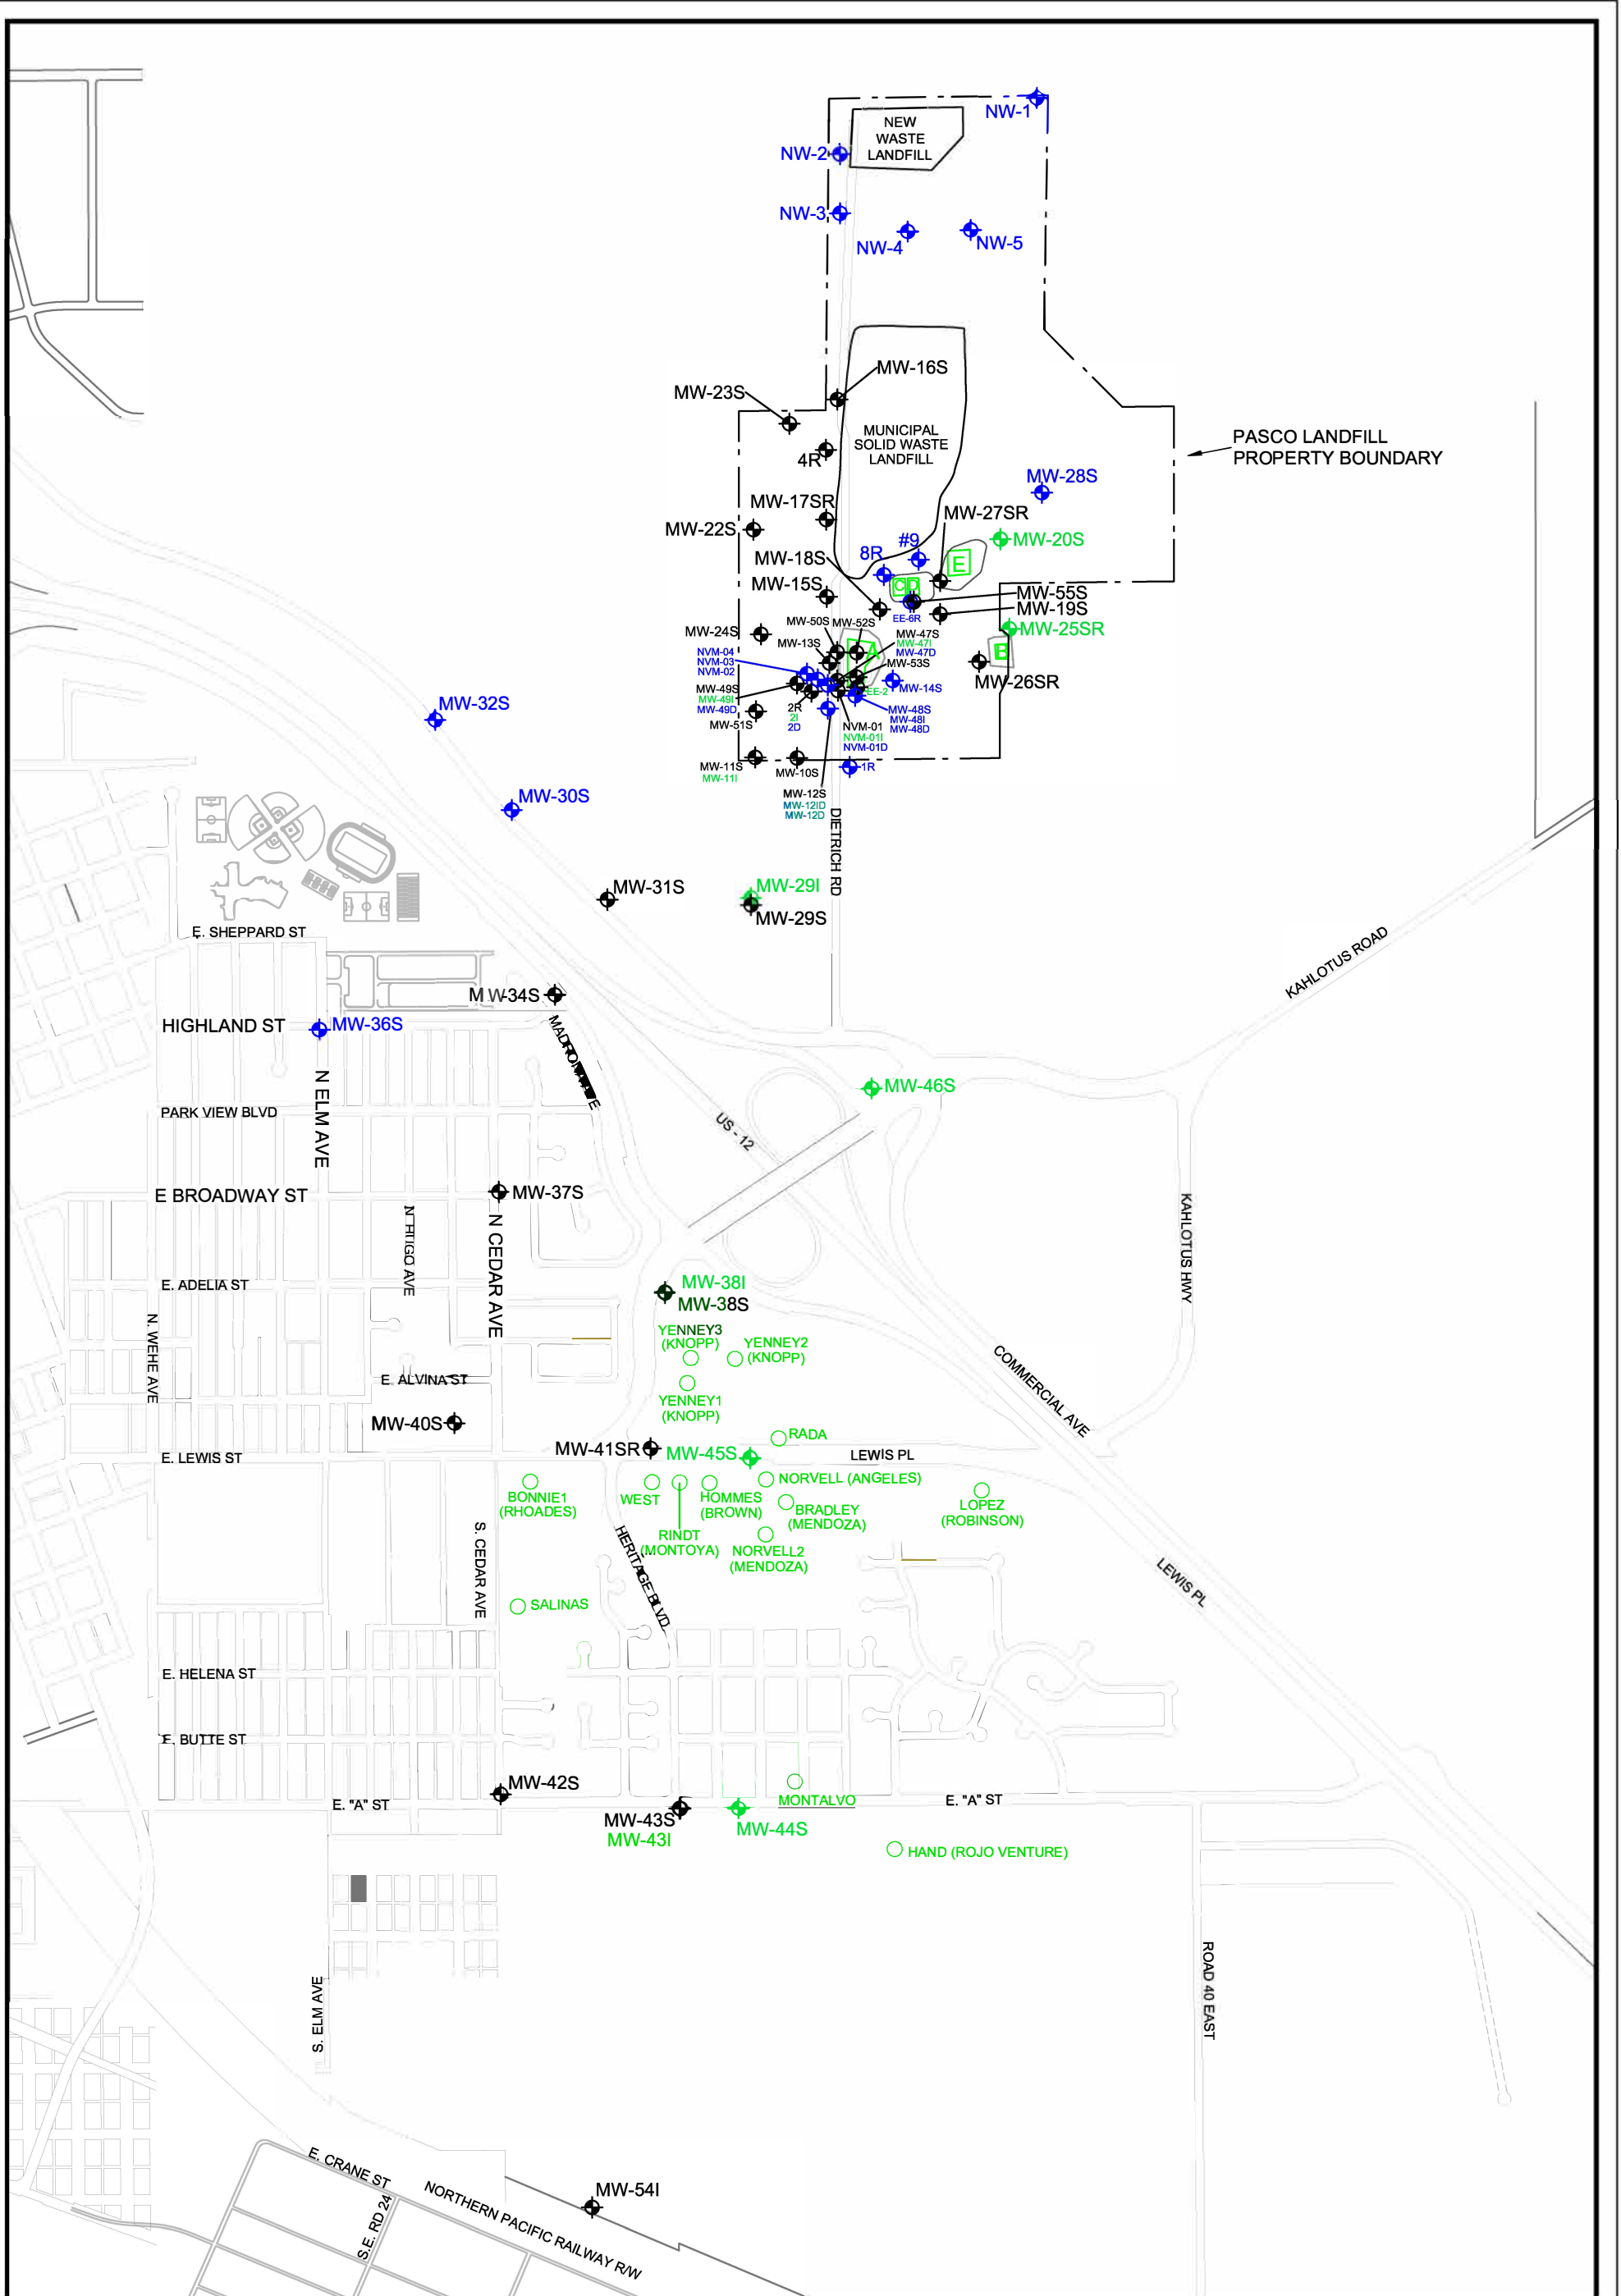 NW-1
NEW
WASTE
LANDFILL
NW-2
NW-3
NW-4
NW-5
MW-16S
MW-23S
MUNICIPAL
SOLID WASTE
LANDFILL
4R
PASCO LANDFILL
PROPERTY BOUNDARY
MW-28S
MW-17SR
MW-27SR
MW-22S
#9
MW-20S
8R
MW-18S
E
C D
MW-15S
MW-55S
MW-19S
EE-6R
MW-50S
MW-52S
MW-25SR
MW-24S
MW-13S
MW-47S
MW-47I
MW-47D
A
B
NVM-04
NVM-03
NVM-02
MW-53S
MW-26SR
MW-14S
EE-2
MW-49S
MW-49I
MW-49D
2R
2I
2D
MW-48S
MW-48I
MW-48D
MW-51S
NVM-01
NVM-01I
NVM-01D
MW-32S
MW-11S
MW-11I
MW-10S
1R
MW-12S
MW-12ID
MW-12D
MW-30S
DIETRICH RD
MW-31S
MW-29I
MW-29S
E. SHEPPARD ST
KAHLOTUS ROAD
MW-34S
HIGHLAND ST
MW-36S
N ELM AVE
MW-46S
PARK VIEW BLVD
US - 12
E BROADWAY ST
MW-37S
N HUGO AVE
N CEDAR AVE
KAHLOTUS HWY
E. ADELIA ST
MW-38I
MW-38S
N. WEHE AVE
YENNEY3
(KNOPP)
YENNEY2
(KNOPP)
COMMERCIAL AVE
E. ALVINA ST
YENNEY1
(KNOPP)
MW-40S
RADA
MW-41SR
MW-45S
LEWIS PL
E. LEWIS ST
NORVELL (ANGELES)
BONNIE1
(RHOADES)
WEST
HOMMES
(BROWN)
BRADLEY
(MENDOZA)
LOPEZ
(ROBINSON)
RINDT
(MONTOYA)
NORVELL2
(MENDOZA)
S. CEDAR AVE
HERITAGE BLVD
LEWIS PL
SALINAS
E. HELENA ST
E. BUTTE ST
MW-42S
E. "A" ST
MONTALVO
E. "A" ST
MW-43S
MW-43I
MW-44S
HAND (ROJO VENTURE)
ROAD 40 EAST
S. ELM AVE
E. CRANE ST
S.E. RD 24
NORTHERN PACIFIC RAILWAY R/W
MW-54I